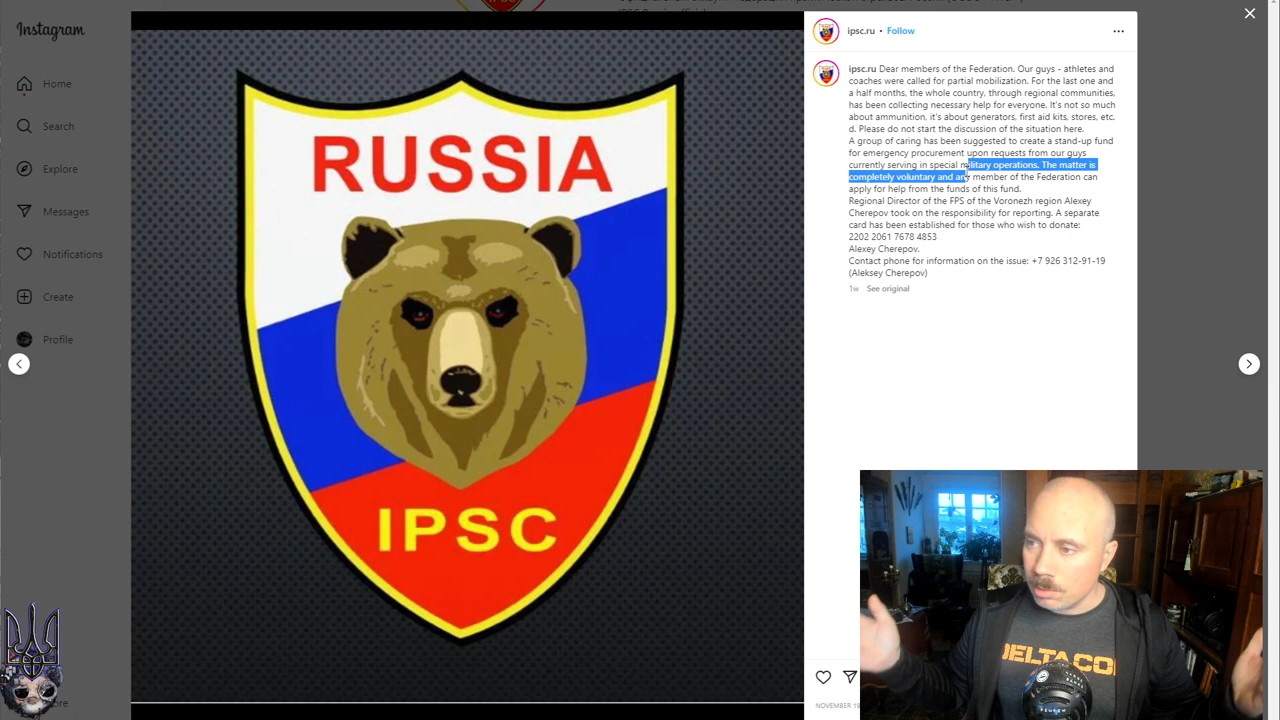 Instagram
Home
Search
Explore
Messages
Notifications
Create
Profile
RUSSIA
IPSC
ipsc.ru • Follow
ipsc.ru Dear members of the Federation. Our guys - athletes and
coaches were called for partial mobilization. For the last one and
a half months, the whole country, through regional communities,
has been collecting necessary help for everyone. It's not so much
about ammunition, it's about generators, first aid kits, stores, etc.
d. Please do not start the discussion of the situation here.
A group of caring has been suggested to create a stand-up fund
for emergency procurement upon requests from our guys
currently serving in special military operations. The matter is
completely voluntary and any member of the Federation can
apply for help from the funds of this fund.
Regional Director of the FPS of the Voronezh region Alexey
Cherepov took on the responsibility for reporting. A separate
card has been established for those who wish to donate:
2202 2061 7678 4853
Alexey Cherepov.
Contact phone for information on the issue: +7 926 312-91-19
(Aleksey Cherepov)
1w See original
NOVEMBER 19
DELTACO